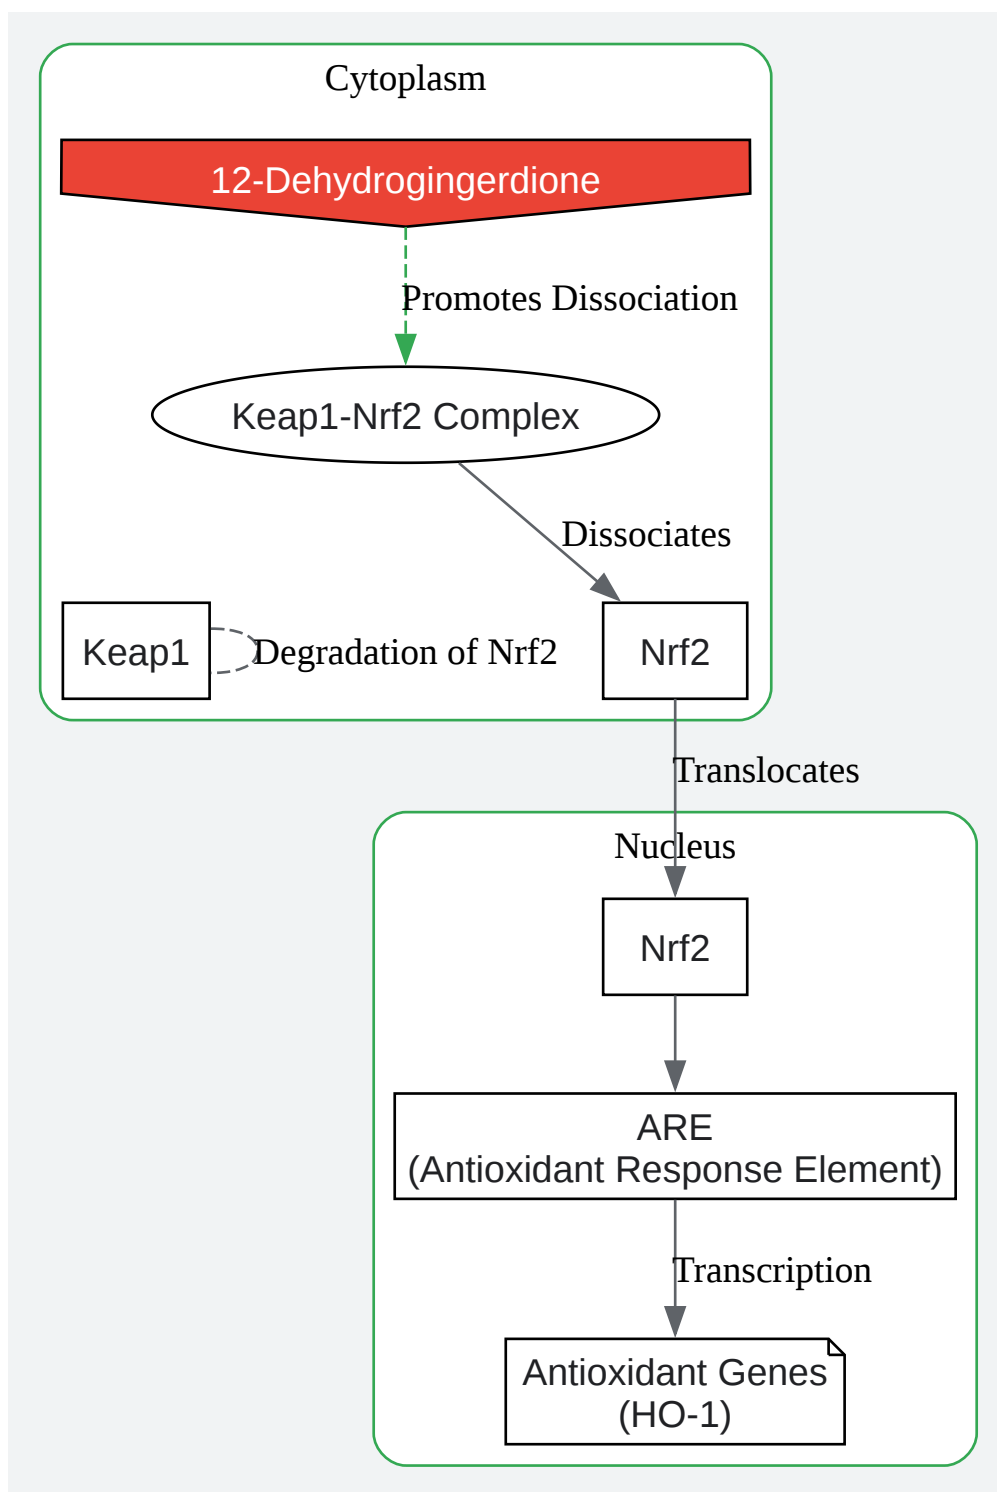 Cytoplasm
12-Dehydrogingerdione
Promotes Dissociation
Keap1-Nrf2 Complex
Dissociates
Keap1
Degradation of Nrf2
Nrf2
Translocates
Nucleus
Nrf2
ARE
(Antioxidant Response Element)
Transcription
Antioxidant Genes
(HO-1)